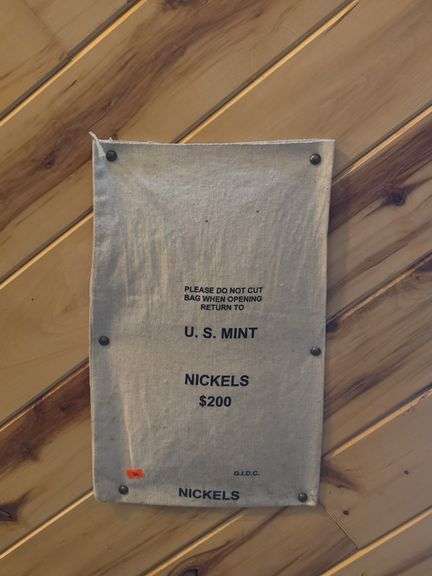 PLEASE DO NOT CUT
BAG WHEN OPENING
RETURN TO
U. S. MINT
NICKELS
$200
G.I.D.C.
NICKELS